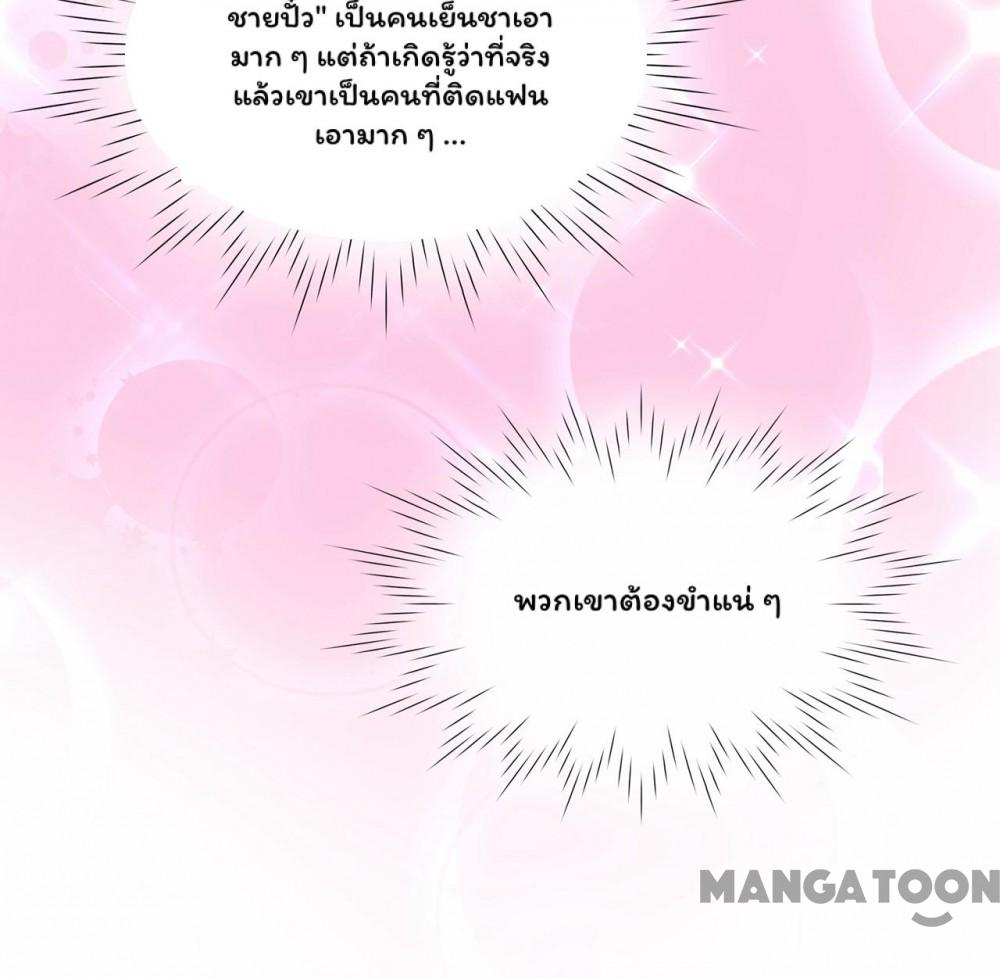 ชายปั๋ว" เป็นคนเย็นชาเอา
มาก ๆ แต่ถ้าเกิดรู้ว่าที่จริง
แล้วเขาเป็นคนที่ติดแฟน
เอามาก ๆ ...
พวกเขาต้องขำแน่ ๆ
MANGATOON